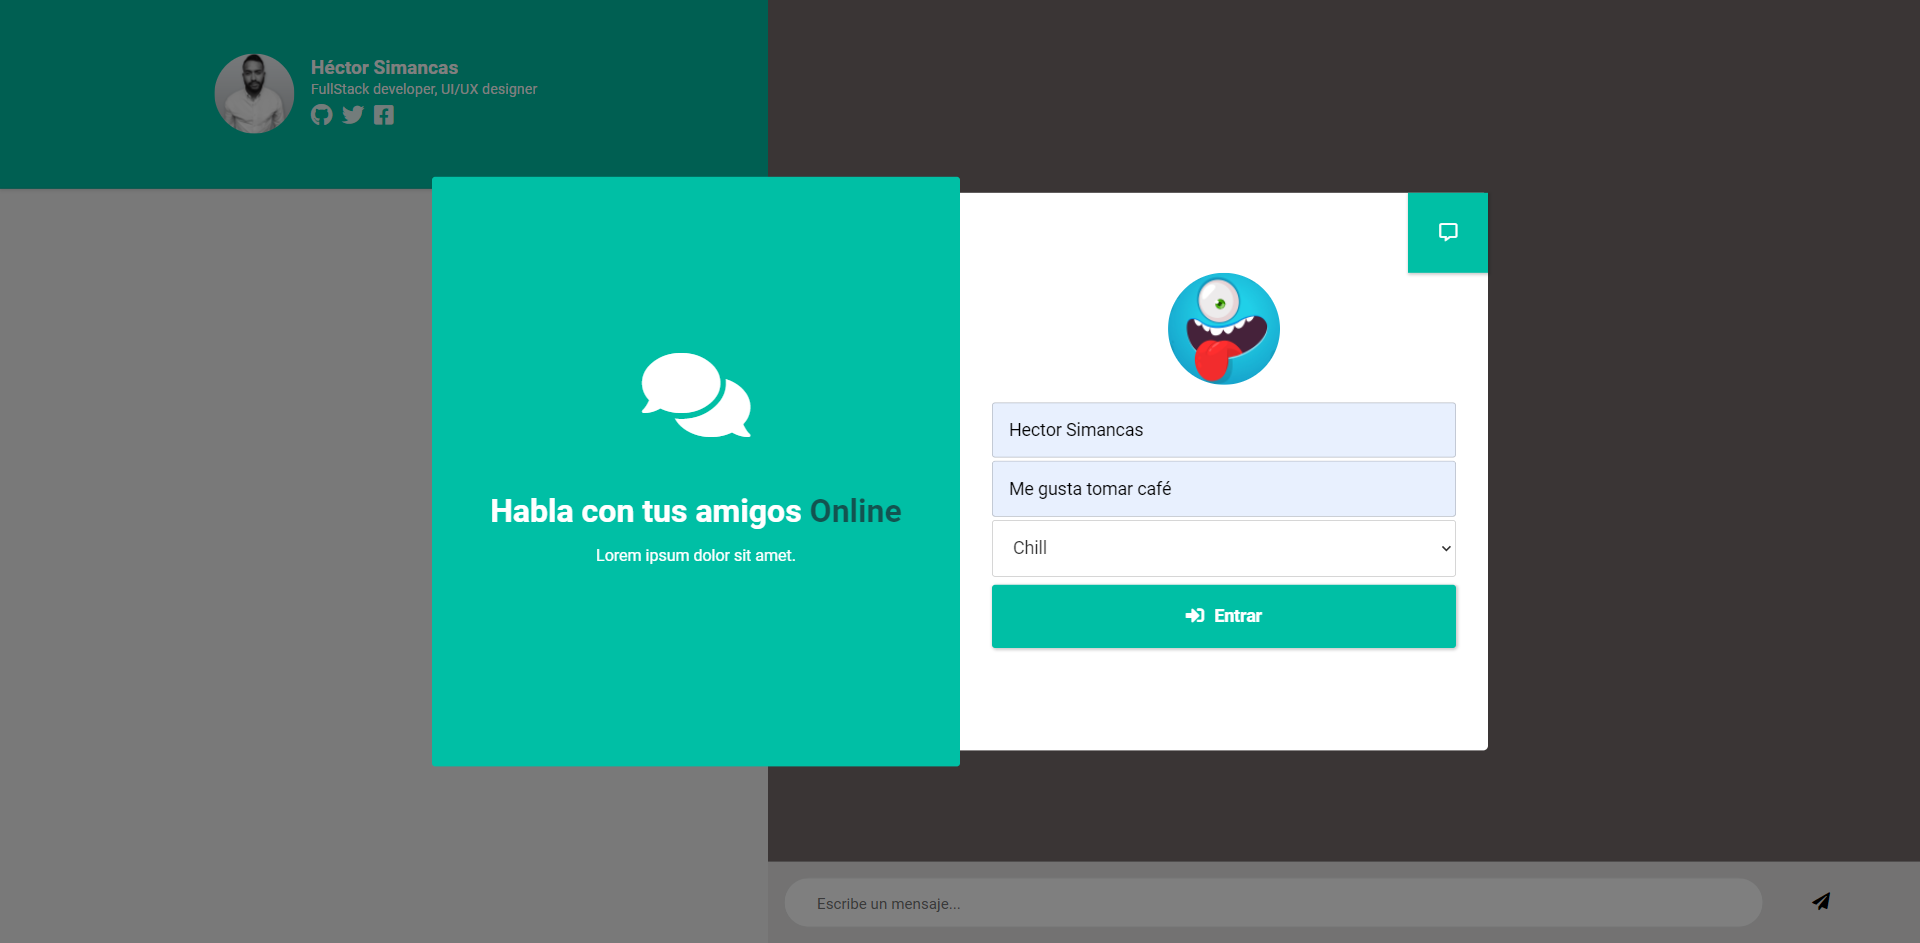 Héctor Simancas
FullStack developer, UI/UX designer
Habla con tus amigos Online
Lorem ipsum dolor sit amet.
Hector Simancas
Me gusta tomar café
Chill
Entrar
Escribe un mensaje...